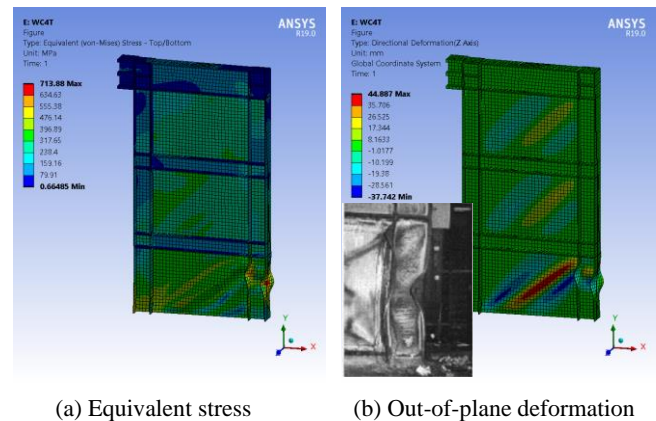 E: WC4T
Figure
Type: Equivalent (von-Mises) Stress - Top/Bottom
Unit: MPa
Time: 1
713.88 Max
634.63
555.38
476.14
396.89
317.65
238.4
159.16
79.91
0.66485 Min
ANSYS
R19.0
Y
X
E: WC4T
Figure
Type: Directional Deformation(Z Axis)
Unit: mm
Global Coordinate System
Time: 1
44.887 Max
35.706
26.525
17.344
8.1633
-1.0177
-10.199
-19.38
-28.561
-37.742 Min
ANSYS
R19.0
Y
X
(a) Equivalent stress
(b) Out-of-plane deformation